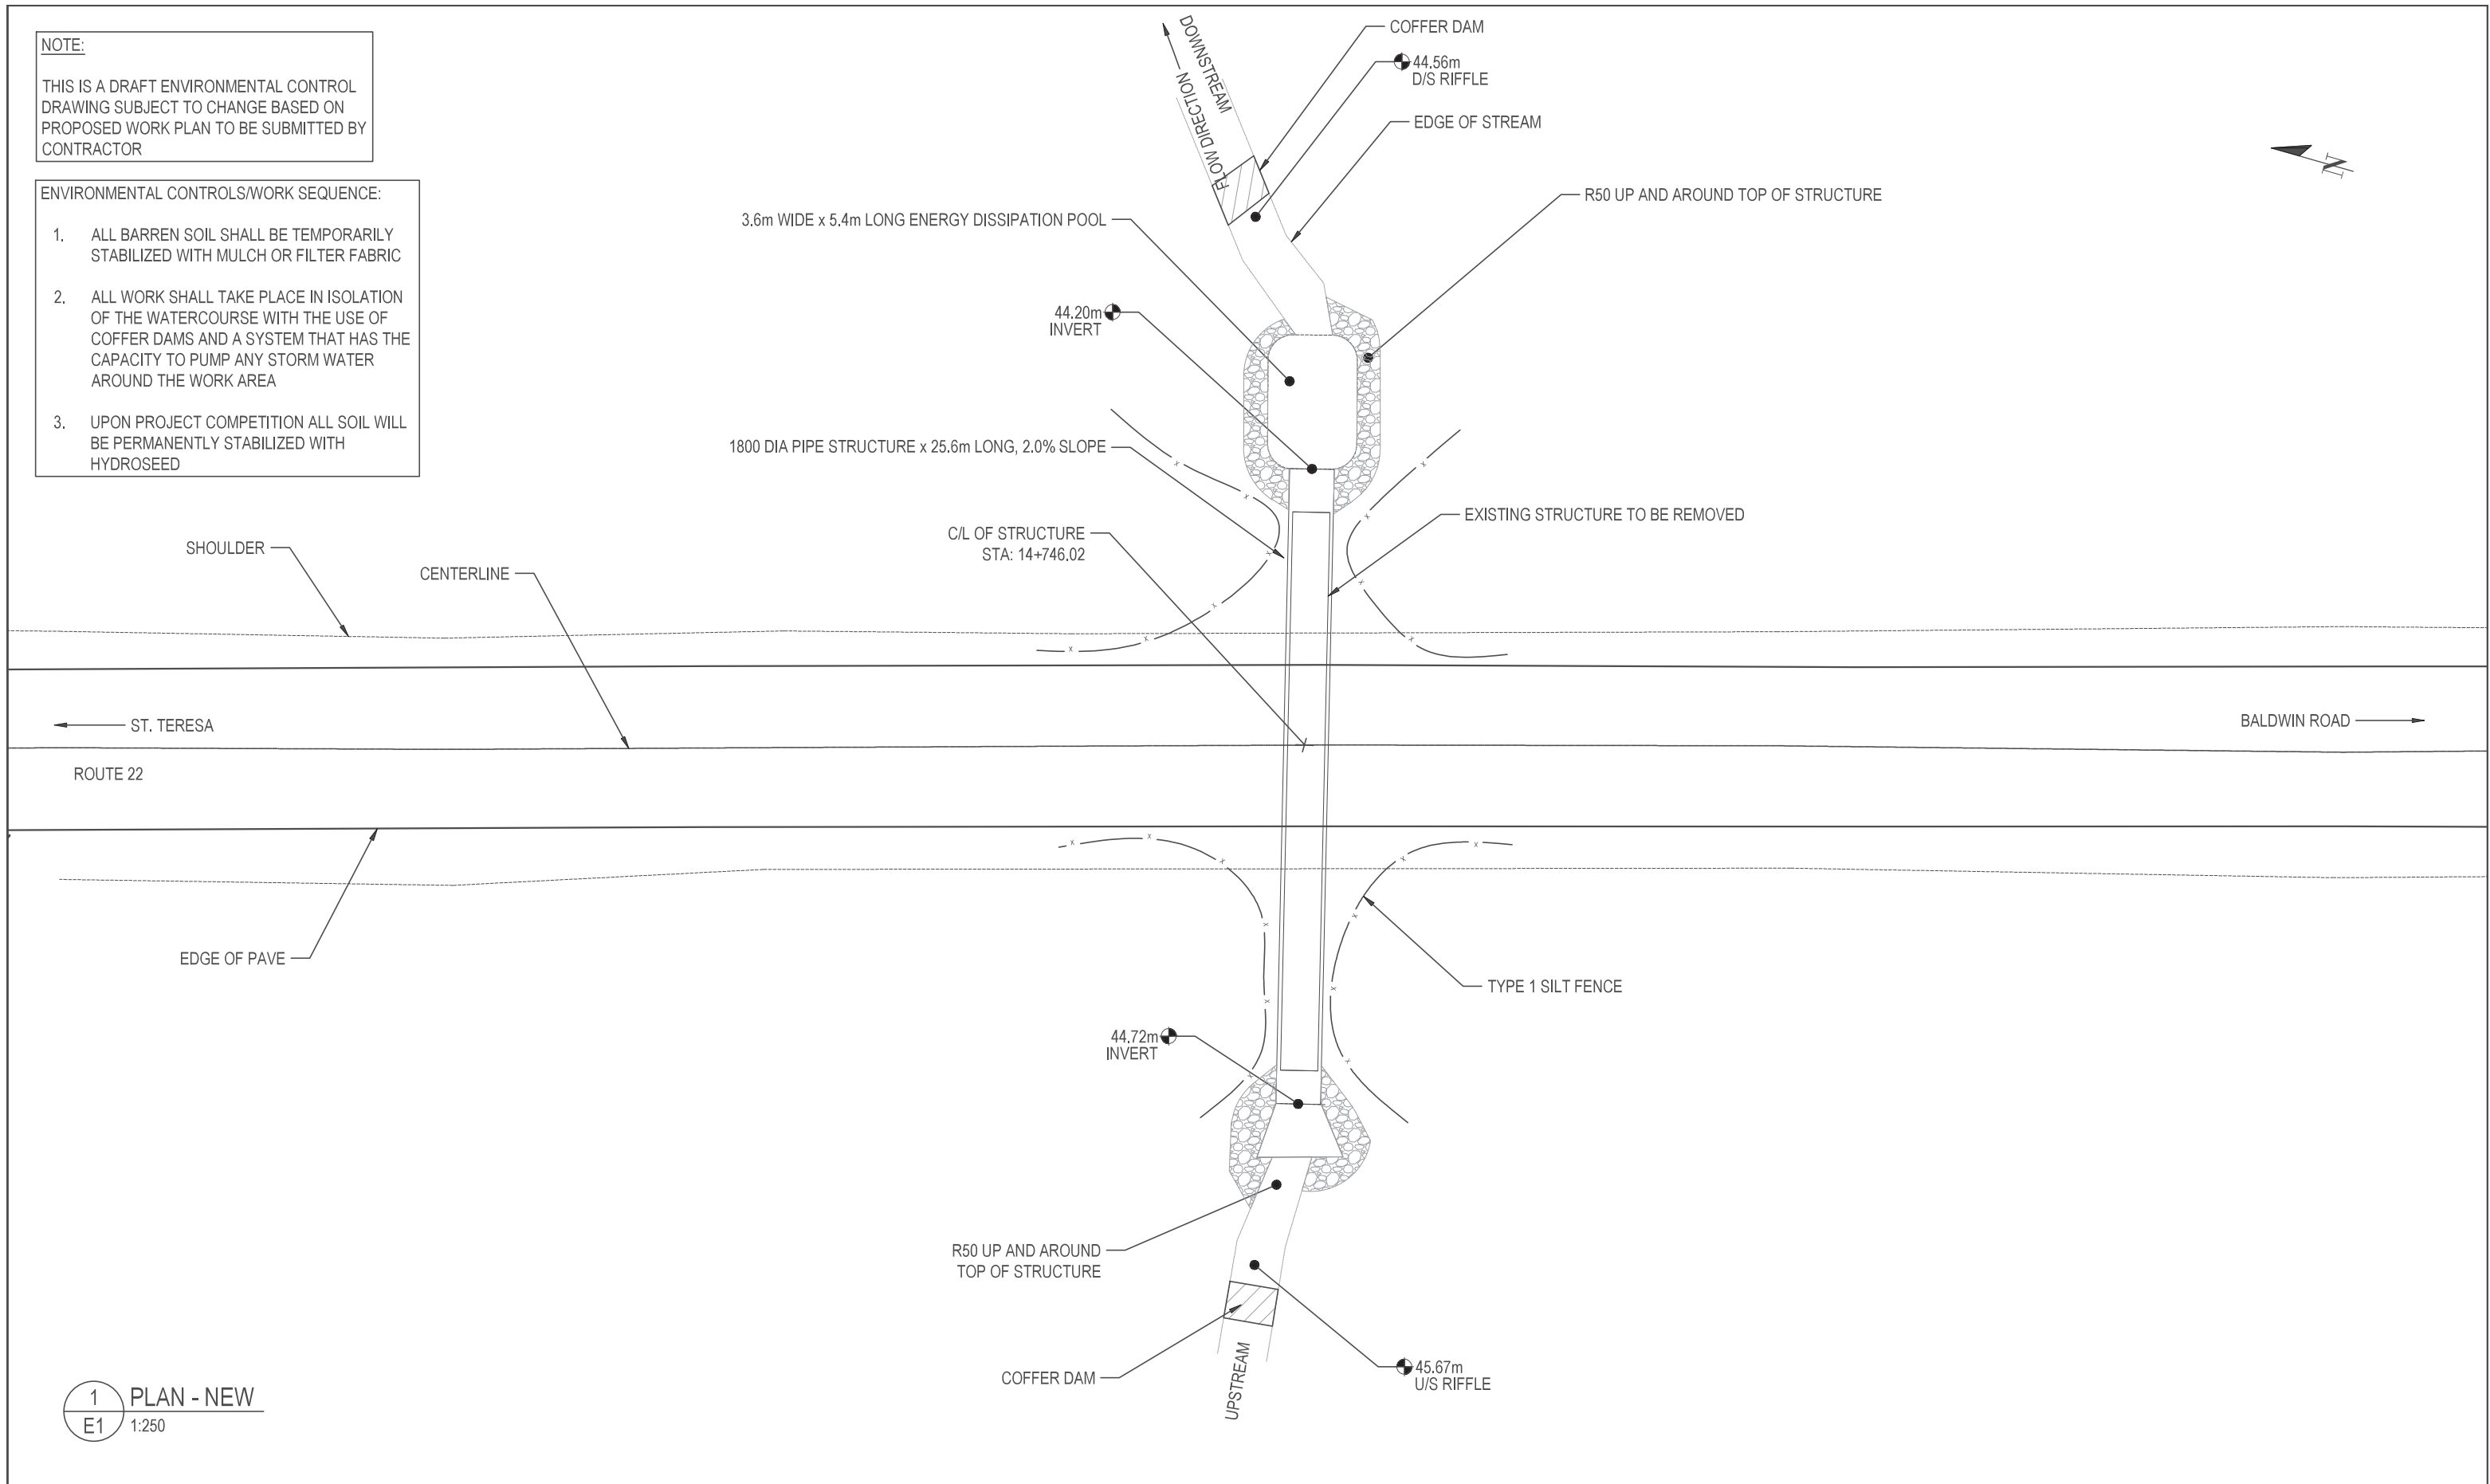 NOTE:
THIS IS A DRAFT ENVIRONMENTAL CONTROL
DRAWING SUBJECT TO CHANGE BASED ON
PROPOSED WORK PLAN TO BE SUBMITTED BY
CONTRACTOR
ENVIRONMENTAL CONTROLS/WORK SEQUENCE:
1. ALL BARREN SOIL SHALL BE TEMPORARILY
STABILIZED WITH MULCH OR FILTER FABRIC
2. ALL WORK SHALL TAKE PLACE IN ISOLATION
OF THE WATERCOURSE WITH THE USE OF
COFFER DAMS AND A SYSTEM THAT HAS THE
CAPACITY TO PUMP ANY STORM WATER
AROUND THE WORK AREA
3. UPON PROJECT COMPETITION ALL SOIL WILL
BE PERMANENTLY STABILIZED WITH
HYDROSEED
DOWNSTREAM
FLOW DIRECTION
COFFER DAM
44.56m
D/S RIFFLE
EDGE OF STREAM
N
R50 UP AND AROUND TOP OF STRUCTURE
3.6m WIDE x 5.4m LONG ENERGY DISSIPATION POOL
44.20m
INVERT
1800 DIA PIPE STRUCTURE x 25.6m LONG, 2.0% SLOPE
C/L OF STRUCTURE
STA: 14+746.02
EXISTING STRUCTURE TO BE REMOVED
SHOULDER
CENTERLINE
ST. TERESA
BALDWIN ROAD
ROUTE 22
EDGE OF PAVE
TYPE 1 SILT FENCE
44.72m
INVERT
R50 UP AND AROUND
TOP OF STRUCTURE
COFFER DAM
45.67m
U/S RIFFLE
UPSTREAM
1
E1
PLAN - NEW
1:250